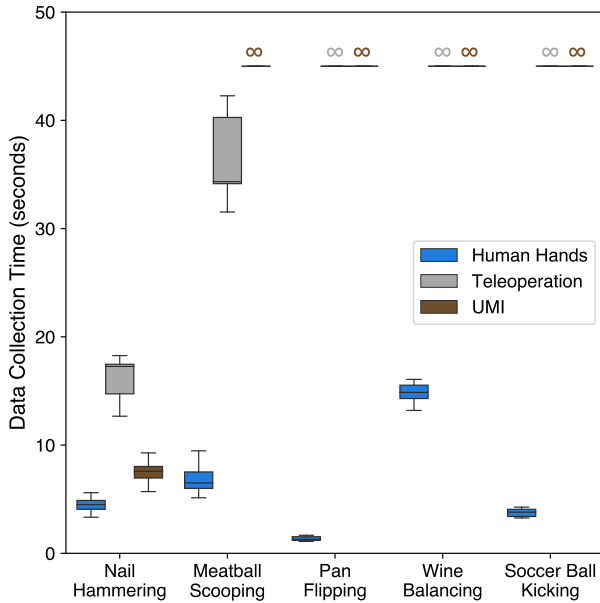 Data Collection Time (seconds)
50
40
30
20
10
0
∞ ∞ ∞ ∞ ∞ ∞ ∞
Human Hands
Teleoperation
UMI
Nail
Hammering
Meatball
Scooping
Pan
Flipping
Wine
Balancing
Soccer Ball
Kicking